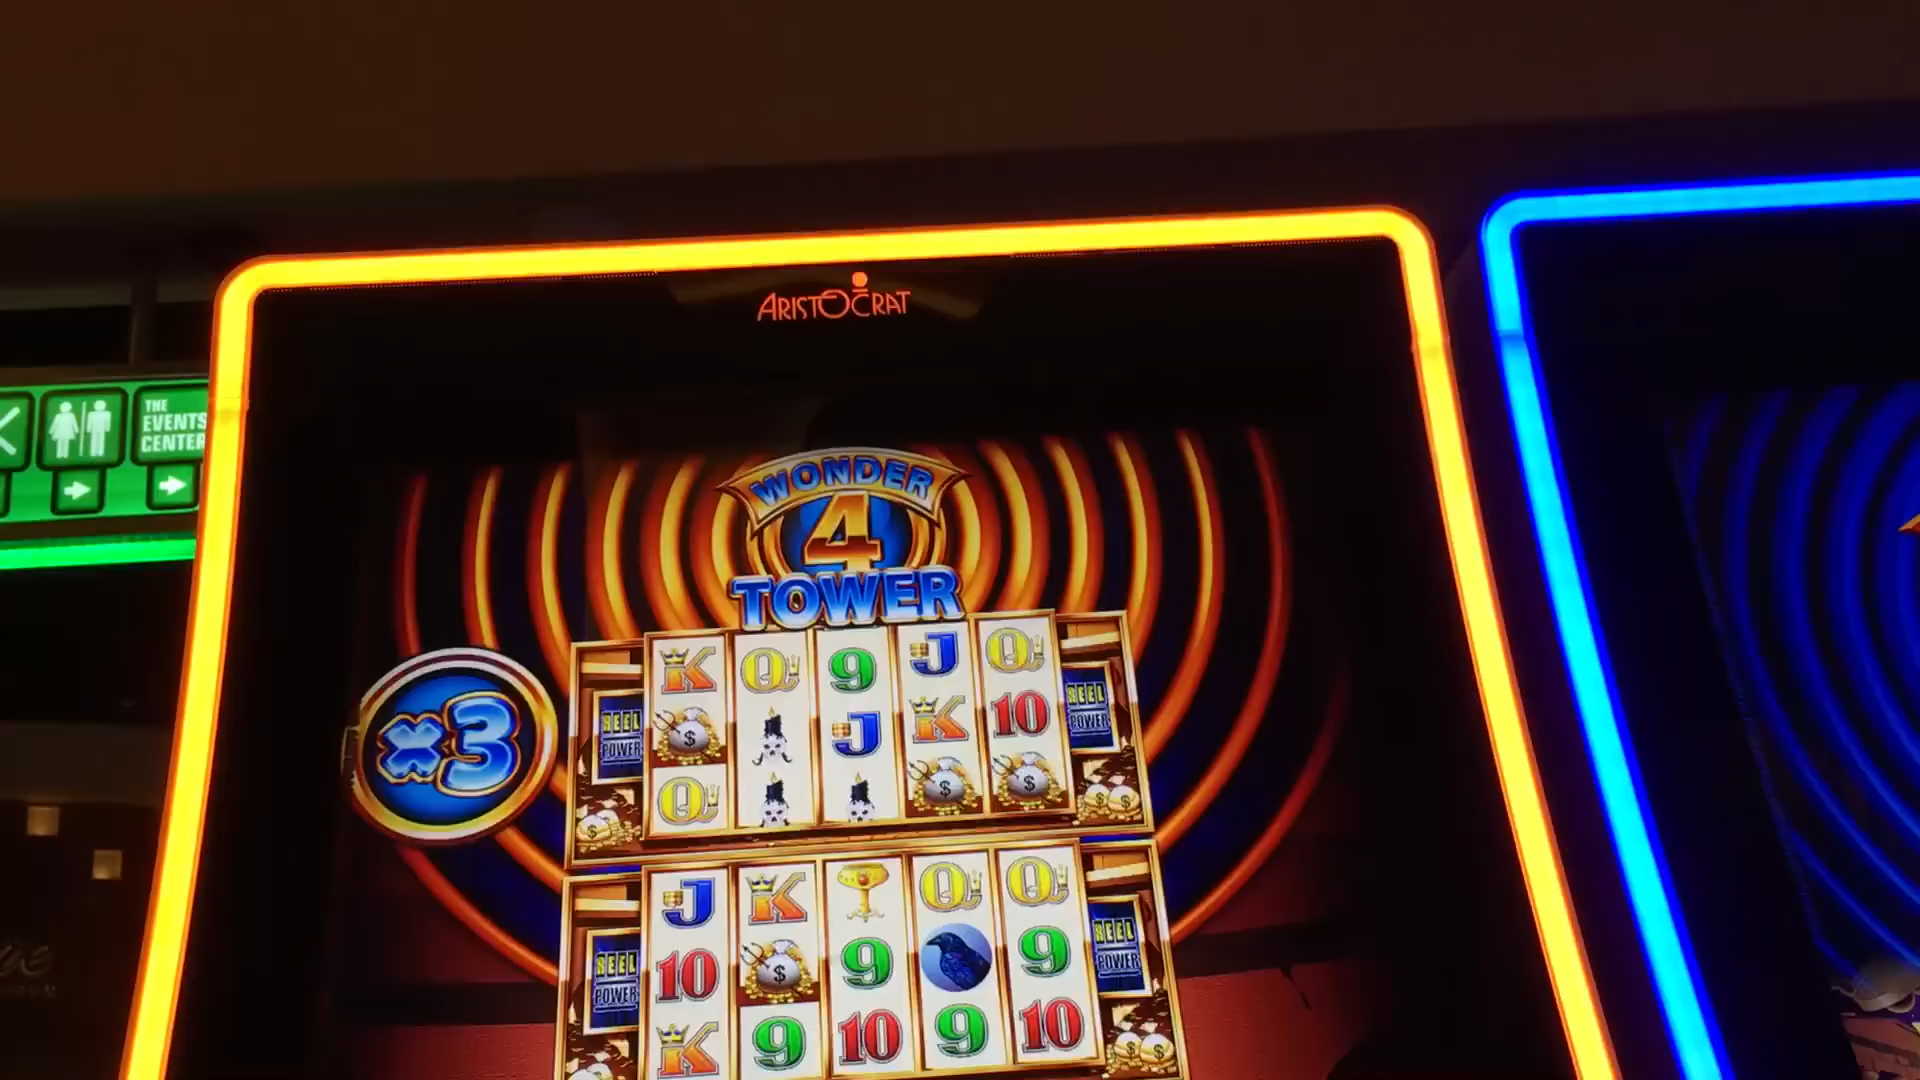 ARISTOCRAT
THE
EVENTS
CENTER
WONDER
4
TOWER
x3
K Q 9 J Q
REEL
POWER
$ J K 10
REEL
POWER
Q $ $
J K Q Q
REEL
POWER
10 $ 9 9
REEL
POWER
K 9 10 9 10